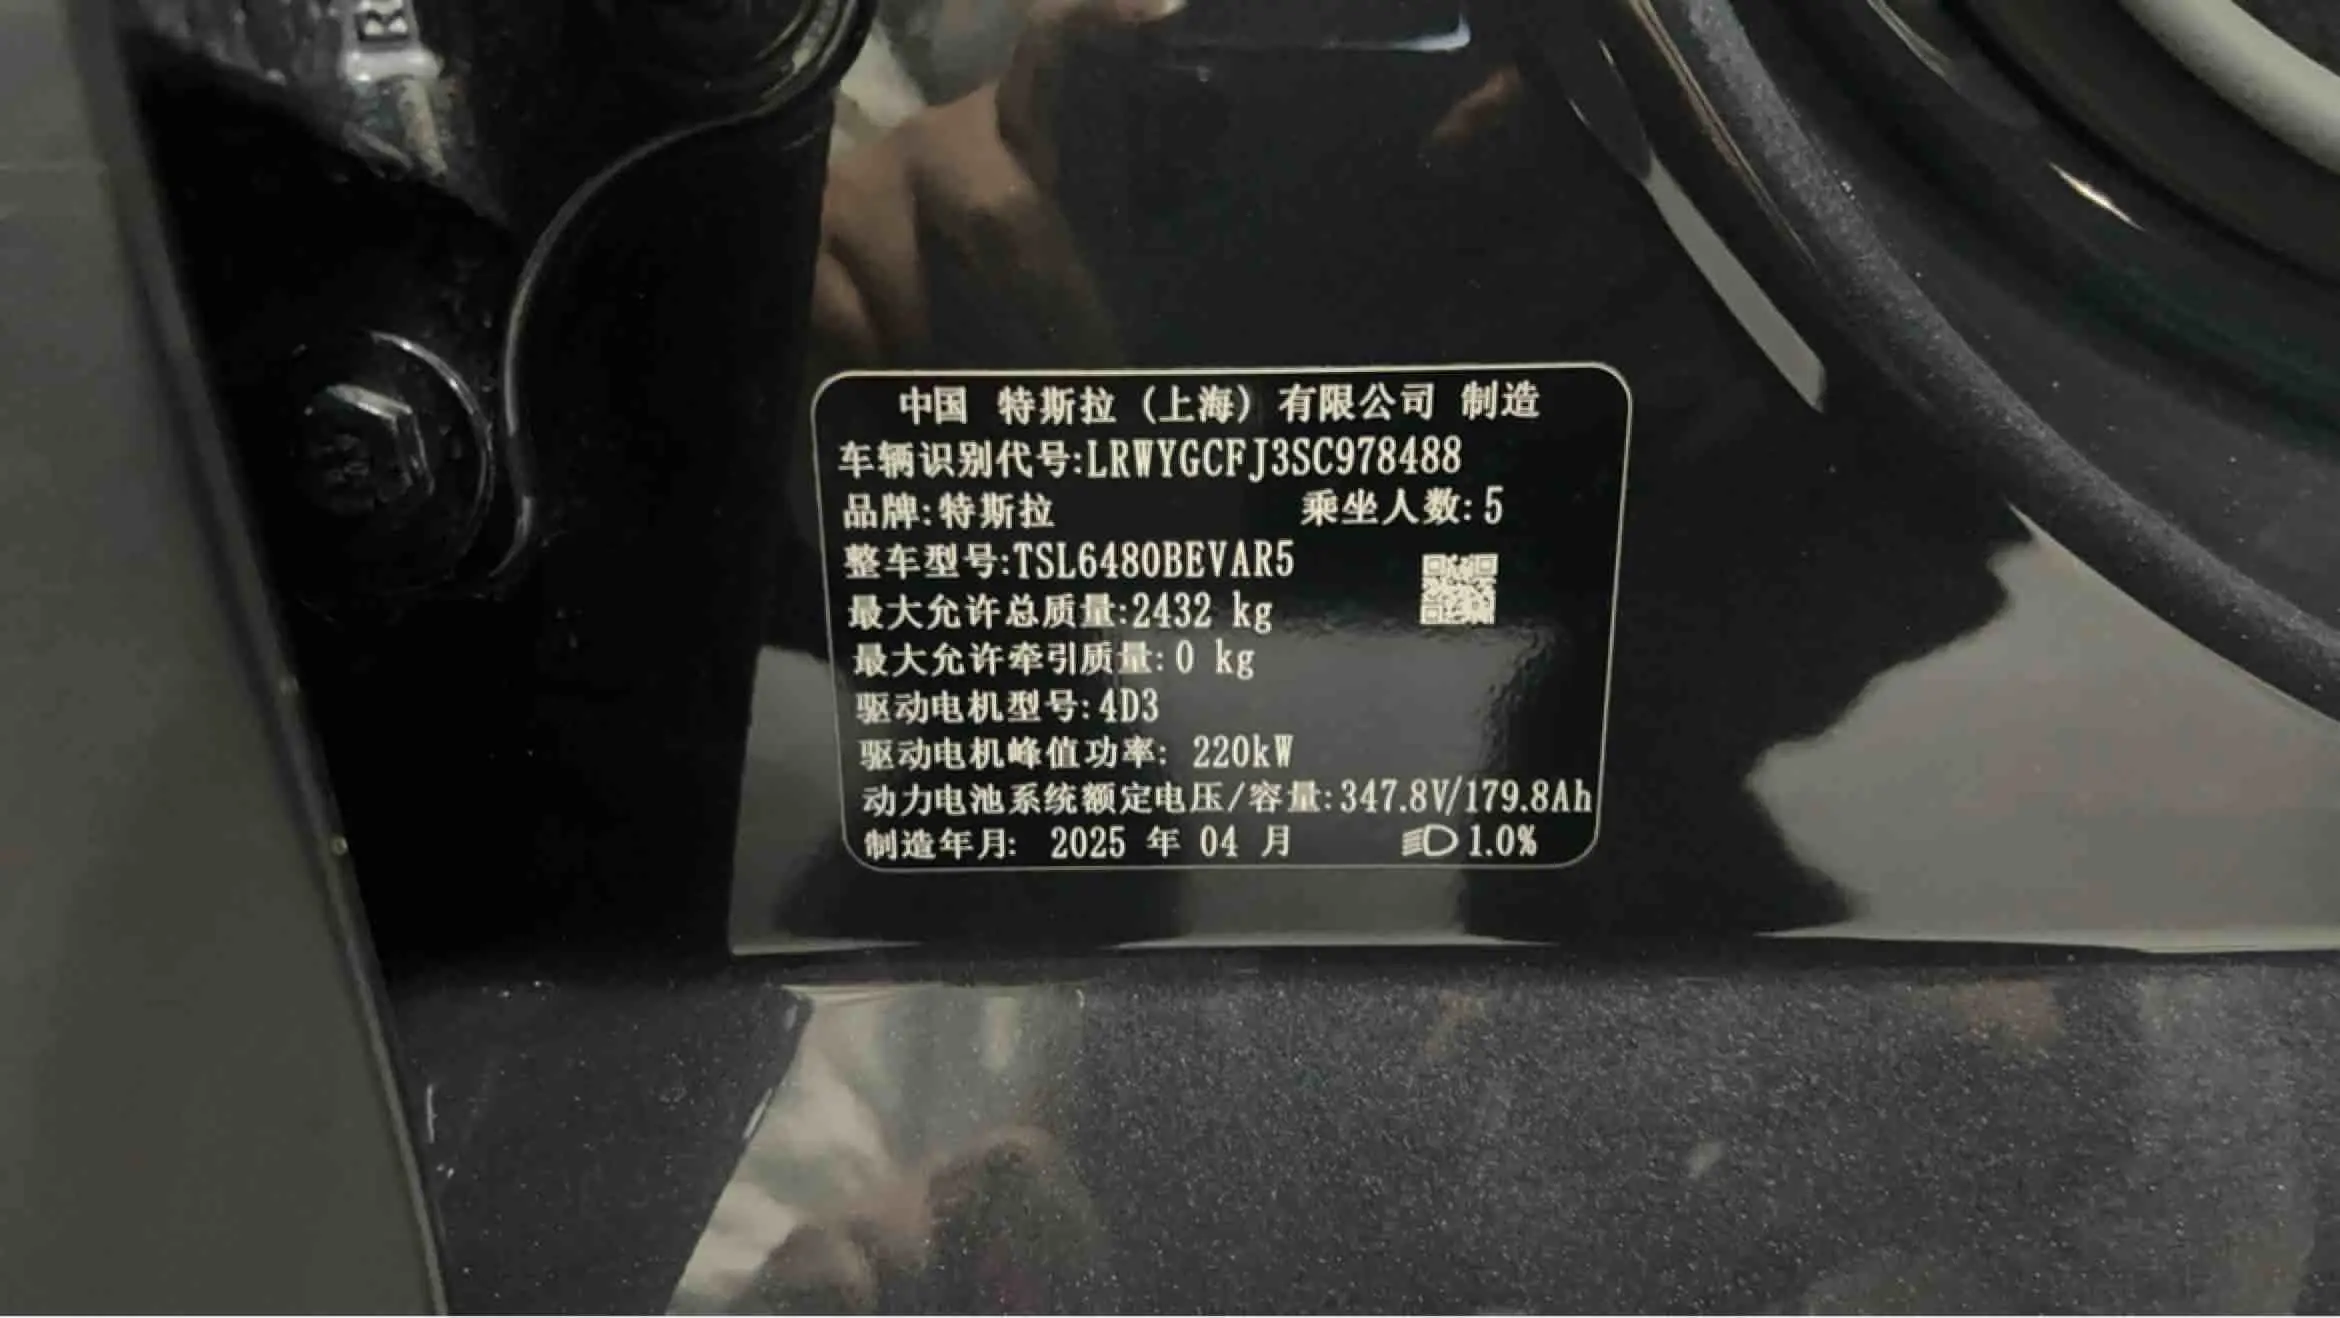 中国 特斯拉 (上海) 有限公司 制造
车辆识别代号:LRWYGCFJ3SC978488
品牌:特斯拉 乘坐人数:5
整车型号:TSL6480BEVAR5
最大允许总质量:2432 kg
最大允许牵引质量:0 kg
驱动电机型号:4D3
驱动电机峰值功率: 220kW
动力电池系统额定电压/容量:347.8V/179.8Ah
制造年月: 2025 年 04 月 1.0%